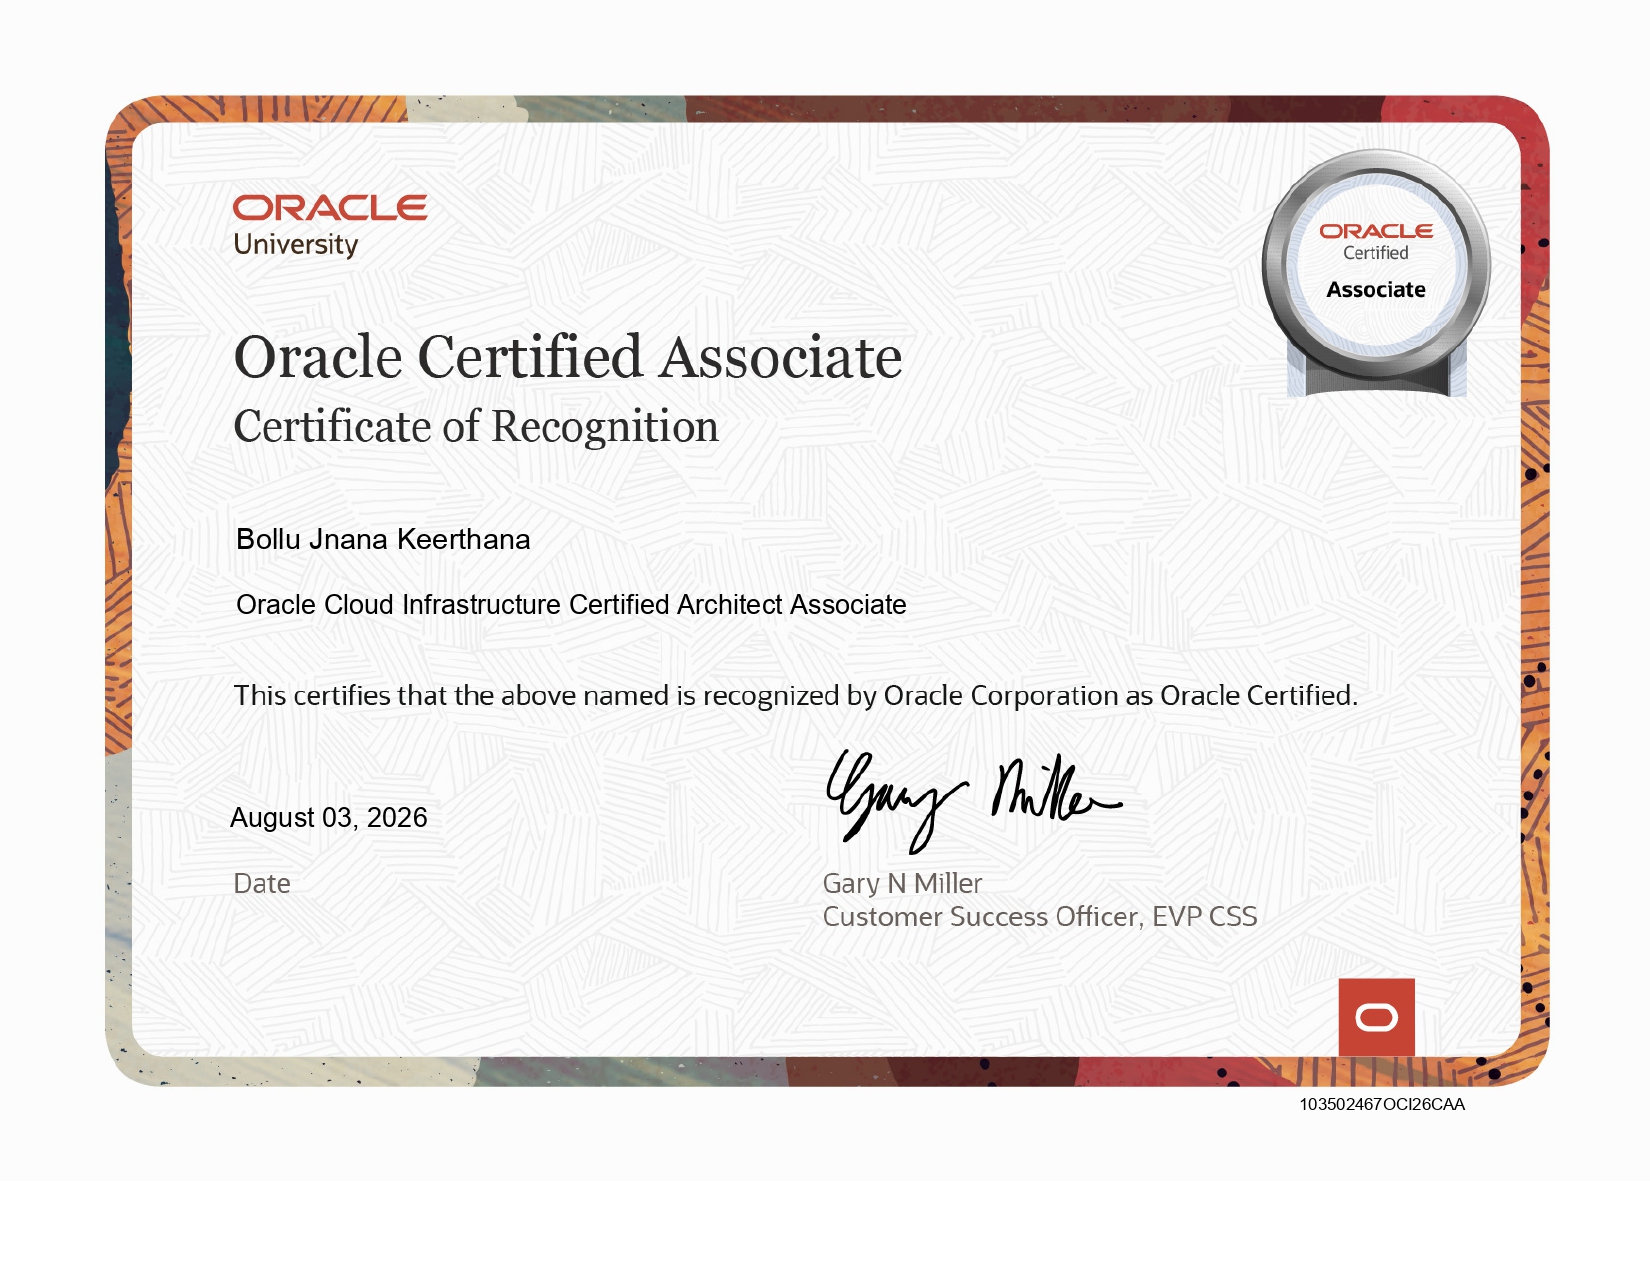 ORACLE
University
ORACLE
Certified
Associate
Oracle Certified Associate
Certificate of Recognition
Bollu Jnana Keerthana
Oracle Cloud Infrastructure Certified Architect Associate
This certifies that the above named is recognized by Oracle Corporation as Oracle Certified.
Gary Miller
August 03, 2026
Date
Gary N Miller
Customer Success Officer, EVP CSS
103502467OCI26CAA